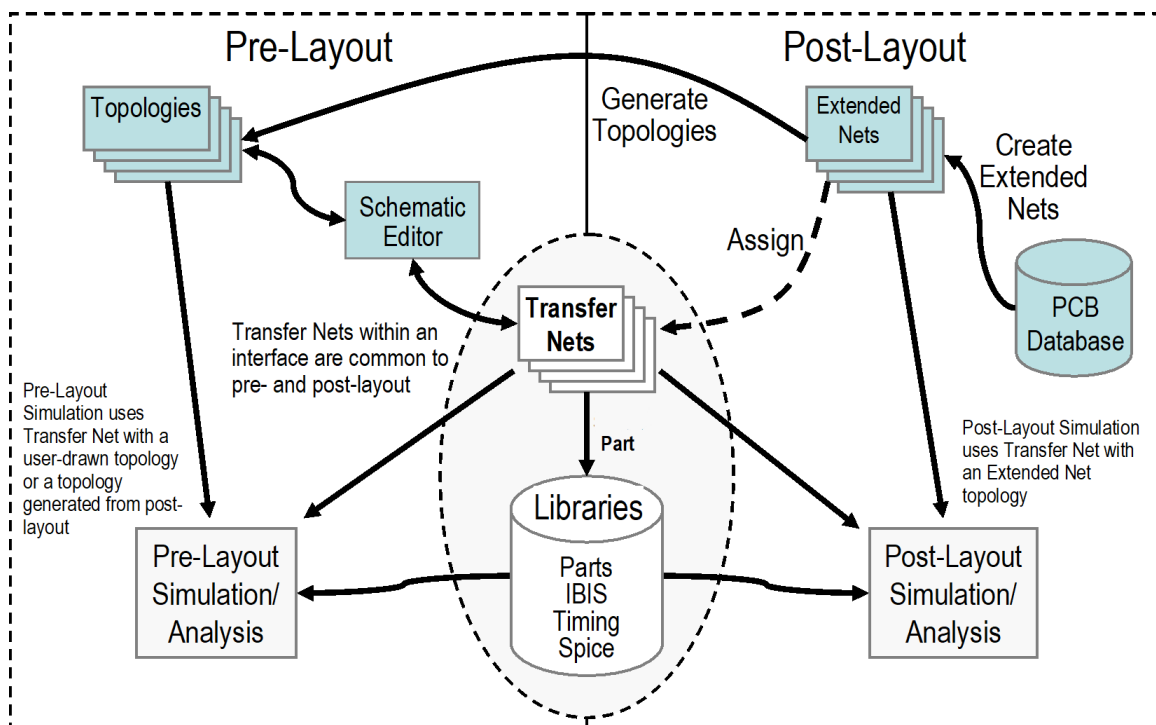 Pre-Layout
Post-Layout
Topologies
Generate
Topologies
Extended
Nets
Create
Extended
Nets
Schematic
Editor
Assign
PCB
Database
Transfer
Nets
Transfer Nets within an
interface are common to
pre- and post-layout
Pre-Layout
Simulation uses
Transfer Net with a
user-drawn topology
or a topology
generated from post-
layout
Part
Post-Layout Simulation
uses Transfer Net with
an Extended Net
topology
Libraries
Parts
IBIS
Timing
Spice
Pre-Layout
Simulation/
Analysis
Post-Layout
Simulation/
Analysis